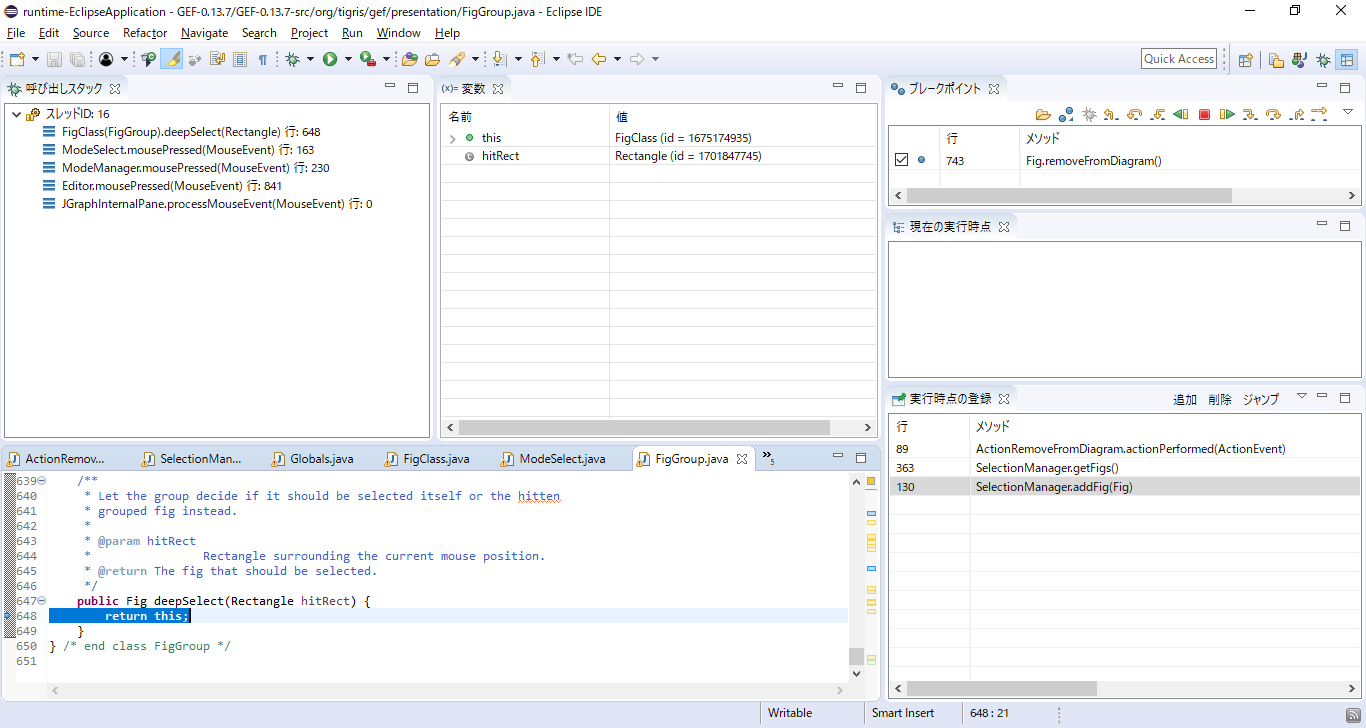 runtime-EclipseApplication - GEF-0.13.7/GEF-0.13.7-src/org/tigris/gef/presentation/FigGroup.java - Eclipse IDE
File Edit Source Refactor Navigate Search Project Run Window Help
Quick Access
呼び出しスタック
スレッドID: 16
FigClass(FigGroup).deepSelect(Rectangle) 行: 648
ModeSelect.mousePressed(MouseEvent) 行: 163
ModeManager.mousePressed(MouseEvent) 行: 230
Editor.mousePressed(MouseEvent) 行: 841
JGraphInternalPane.processMouseEvent(MouseEvent) 行: 0
(x)= 変数
名前 値
this FigClass (id = 1675174935)
hitRect Rectangle (id = 1701847745)
ブレークポイント
行 メソッド
743 Fig.removeFromDiagram()
現在の実行時点
実行時点の登録 追加 削除 ジャンプ
行 メソッド
89 ActionRemoveFromDiagram.actionPerformed(ActionEvent)
363 SelectionManager.getFigs()
130 SelectionManager.addFig(Fig)
ActionRemov... SelectionMan... Globals.java FigClass.java ModeSelect.java FigGroup.java »5
639 /**
640 * Let the group decide if it should be selected itself or the hitten
641 * grouped fig instead.
642 *
643 * @param hitRect
644 * Rectangle surrounding the current mouse position.
645 * @return The fig that should be selected.
646 */
647 public Fig deepSelect(Rectangle hitRect) {
648 return this;
649 }
650 } /* end class FigGroup */
651
Writable Smart Insert 648 : 21